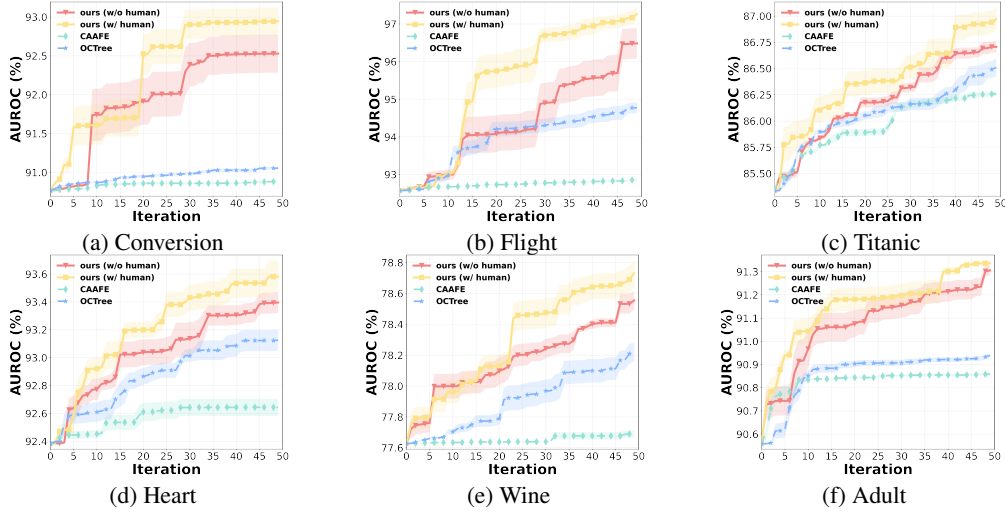 ours (w/o human)
ours (w/ human)
CAAFE
OCTree
AUROC (%)
93.0
92.5
92.0
91.5
91.0
0 5 10 15 20 25 30 35 40 45 50
Iteration
(a) Conversion
ours (w/o human)
ours (w/ human)
CAAFE
OCTree
AUROC (%)
97
96
95
94
93
0 5 10 15 20 25 30 35 40 45 50
Iteration
(b) Flight
ours (w/o human)
ours (w/ human)
CAAFE
OCTree
AUROC (%)
87.00
86.75
86.50
86.25
86.00
85.75
85.50
0 5 10 15 20 25 30 35 40 45 50
Iteration
(c) Titanic
ours (w/o human)
ours (w/ human)
CAAFE
OCTree
AUROC (%)
93.6
93.4
93.2
93.0
92.8
92.6
92.4
0 5 10 15 20 25 30 35 40 45 50
Iteration
(d) Heart
ours (w/o human)
ours (w/ human)
CAAFE
OCTree
AUROC (%)
78.8
78.6
78.4
78.2
78.0
77.8
77.6
0 5 10 15 20 25 30 35 40 45 50
Iteration
(e) Wine
ours (w/o human)
ours (w/ human)
CAAFE
OCTree
AUROC (%)
91.3
91.2
91.1
90.9
90.8
90.7
90.6
0 5 10 15 20 25 30 35 40 45 50
Iteration
(f) Adult